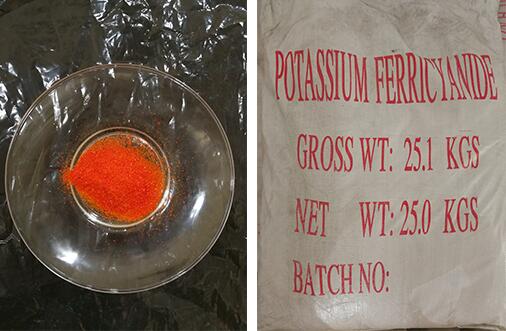 POTASSIUM FERRICYANIDE
GROSS WT: 25.1 KGS
NET WT: 25.0 KGS
BATCH NO: